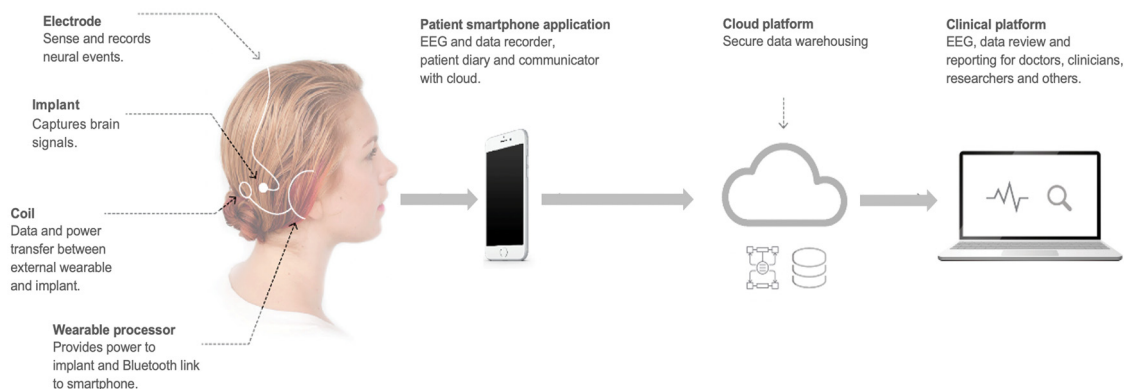 Electrode
Sense and records
neural events.
Implant
Captures brain
signals.
Coil
Data and power
transfer between
external wearable
and implant.
Wearable processor
Provides power to
implant and Bluetooth link
to smartphone.
Patient smartphone application
EEG and data recorder,
patient diary and communicator
with cloud.
Cloud platform
Secure data warehousing
Clinical platform
EEG, data review and
reporting for doctors, clinicians,
researchers and others.